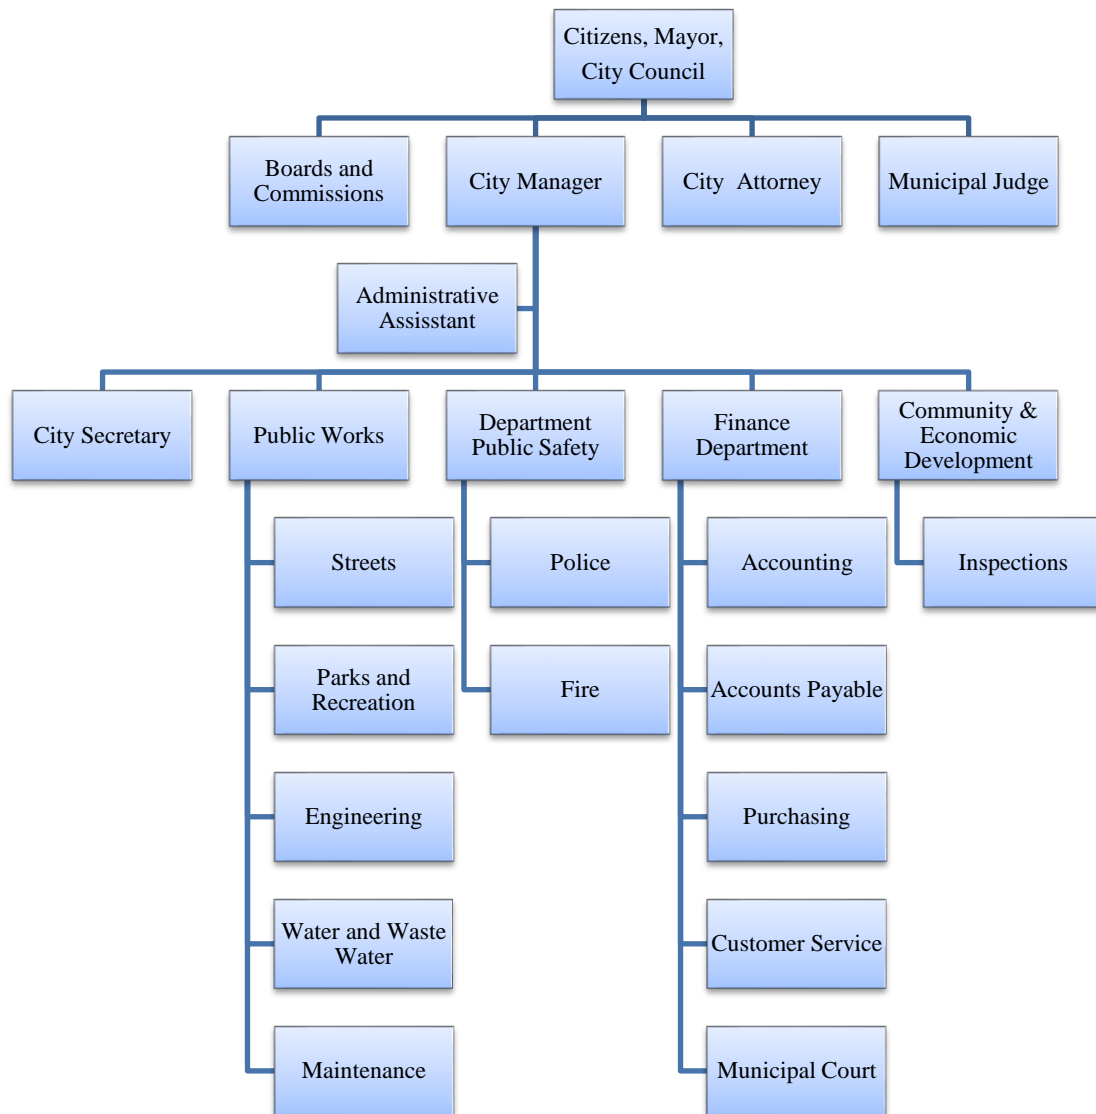 Citizens, Mayor,
City Council
Boards and
Commissions
City Manager
City Attorney
Municipal Judge
Administrative
Assisstant
City Secretary
Public Works
Department
Public Safety
Finance
Department
Community &
Economic
Development
Streets
Police
Accounting
Inspections
Parks and
Recreation
Fire
Accounts Payable
Engineering
Purchasing
Water and Waste
Water
Customer Service
Maintenance
Municipal Court